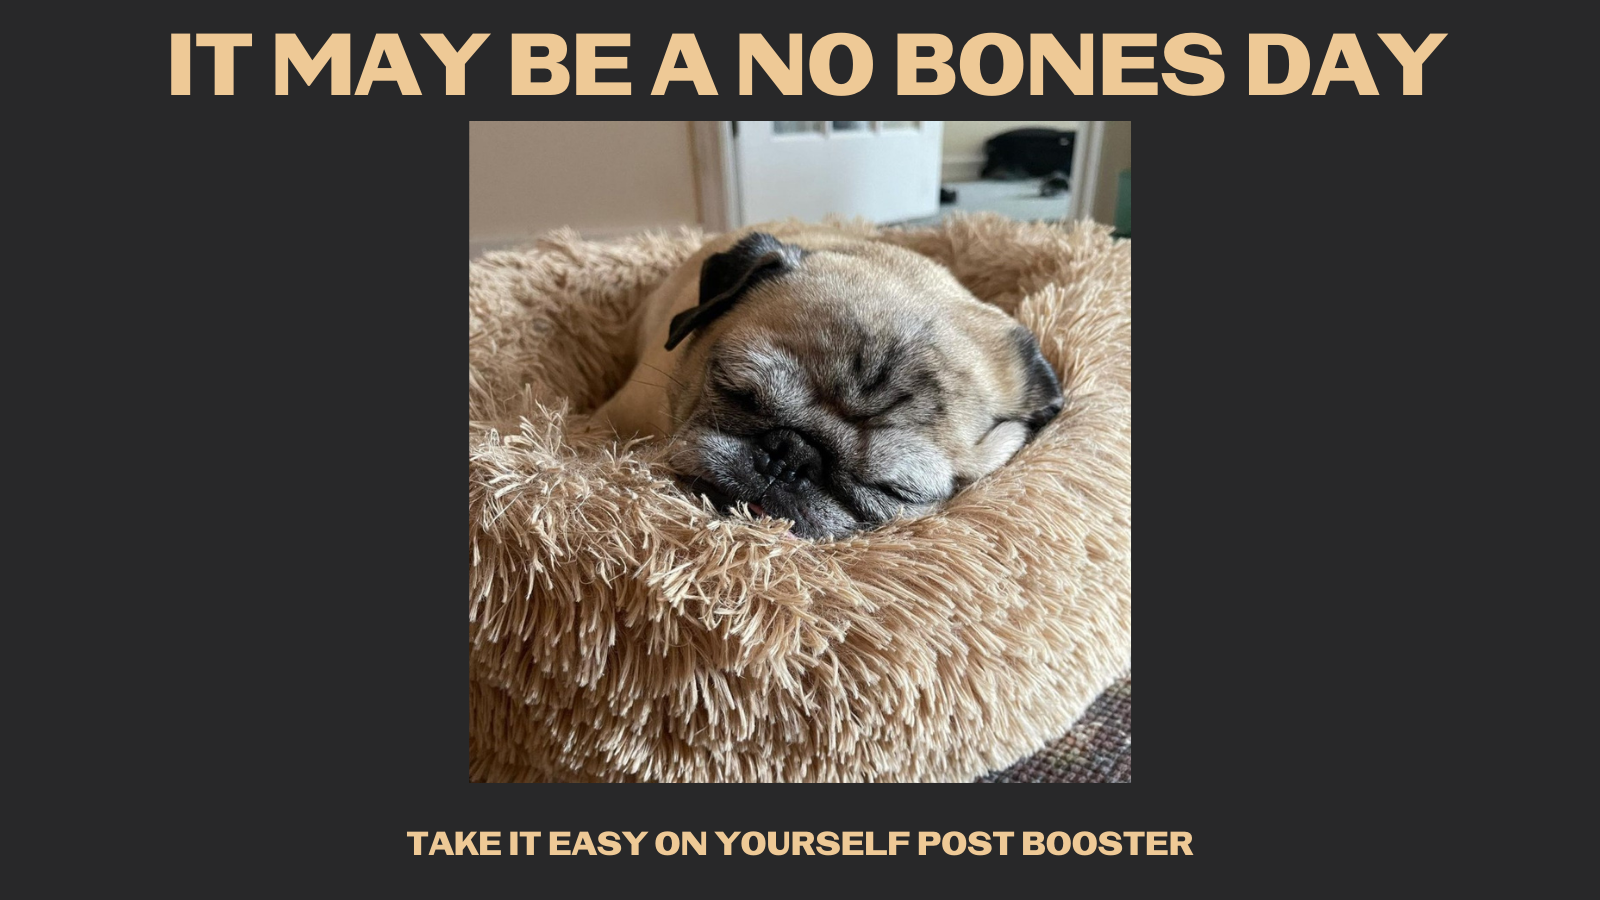 IT MAY BE A NO BONES DAY
TAKE IT EASY ON YOURSELF POST BOOSTER